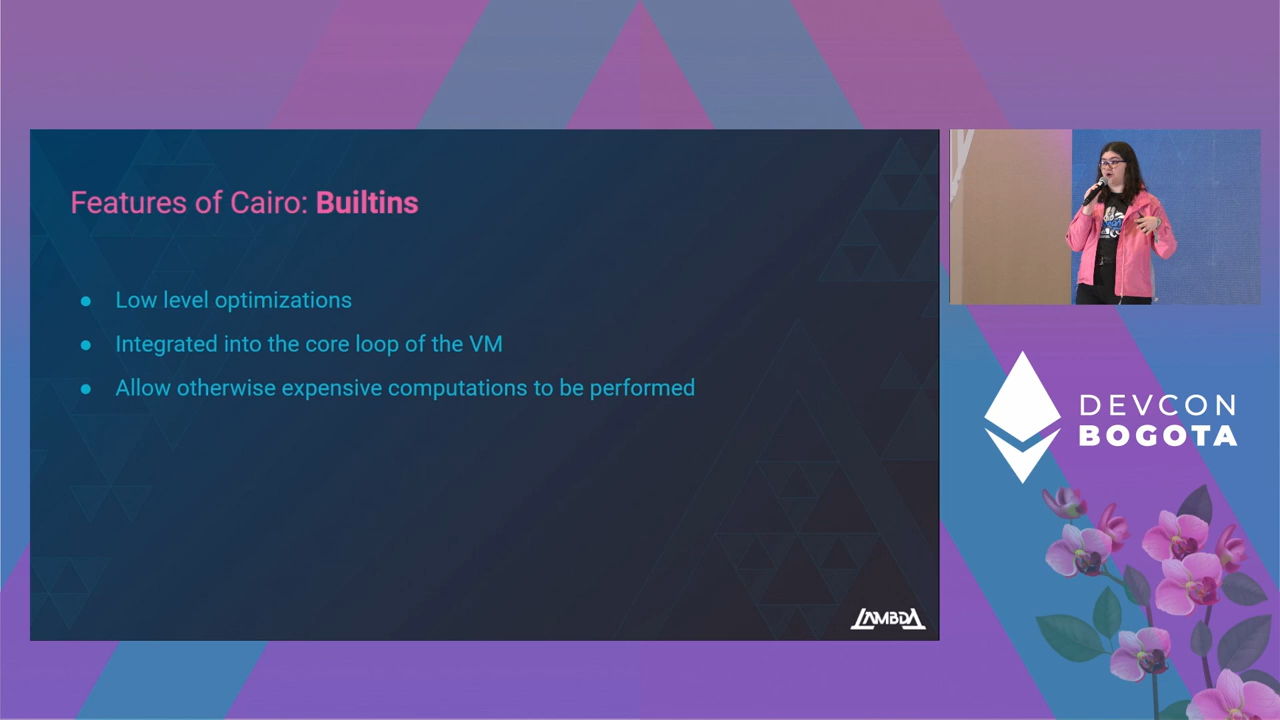 Features of Cairo: Builtins
● Low level optimizations
● Integrated into the core loop of the VM
● Allow otherwise expensive computations to be performed
LAMBDA
DEVCON
BOGOTA